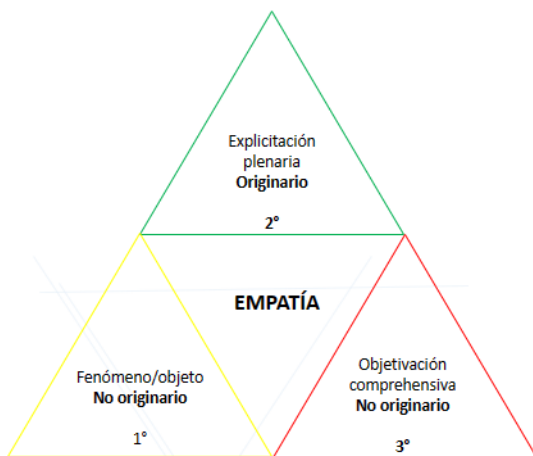 Explicitación
plenaria
Originario
2°
EMPATÍA
Fenómeno/objeto
No originario
1°
Objetivación
comprehensiva
No originario
3°